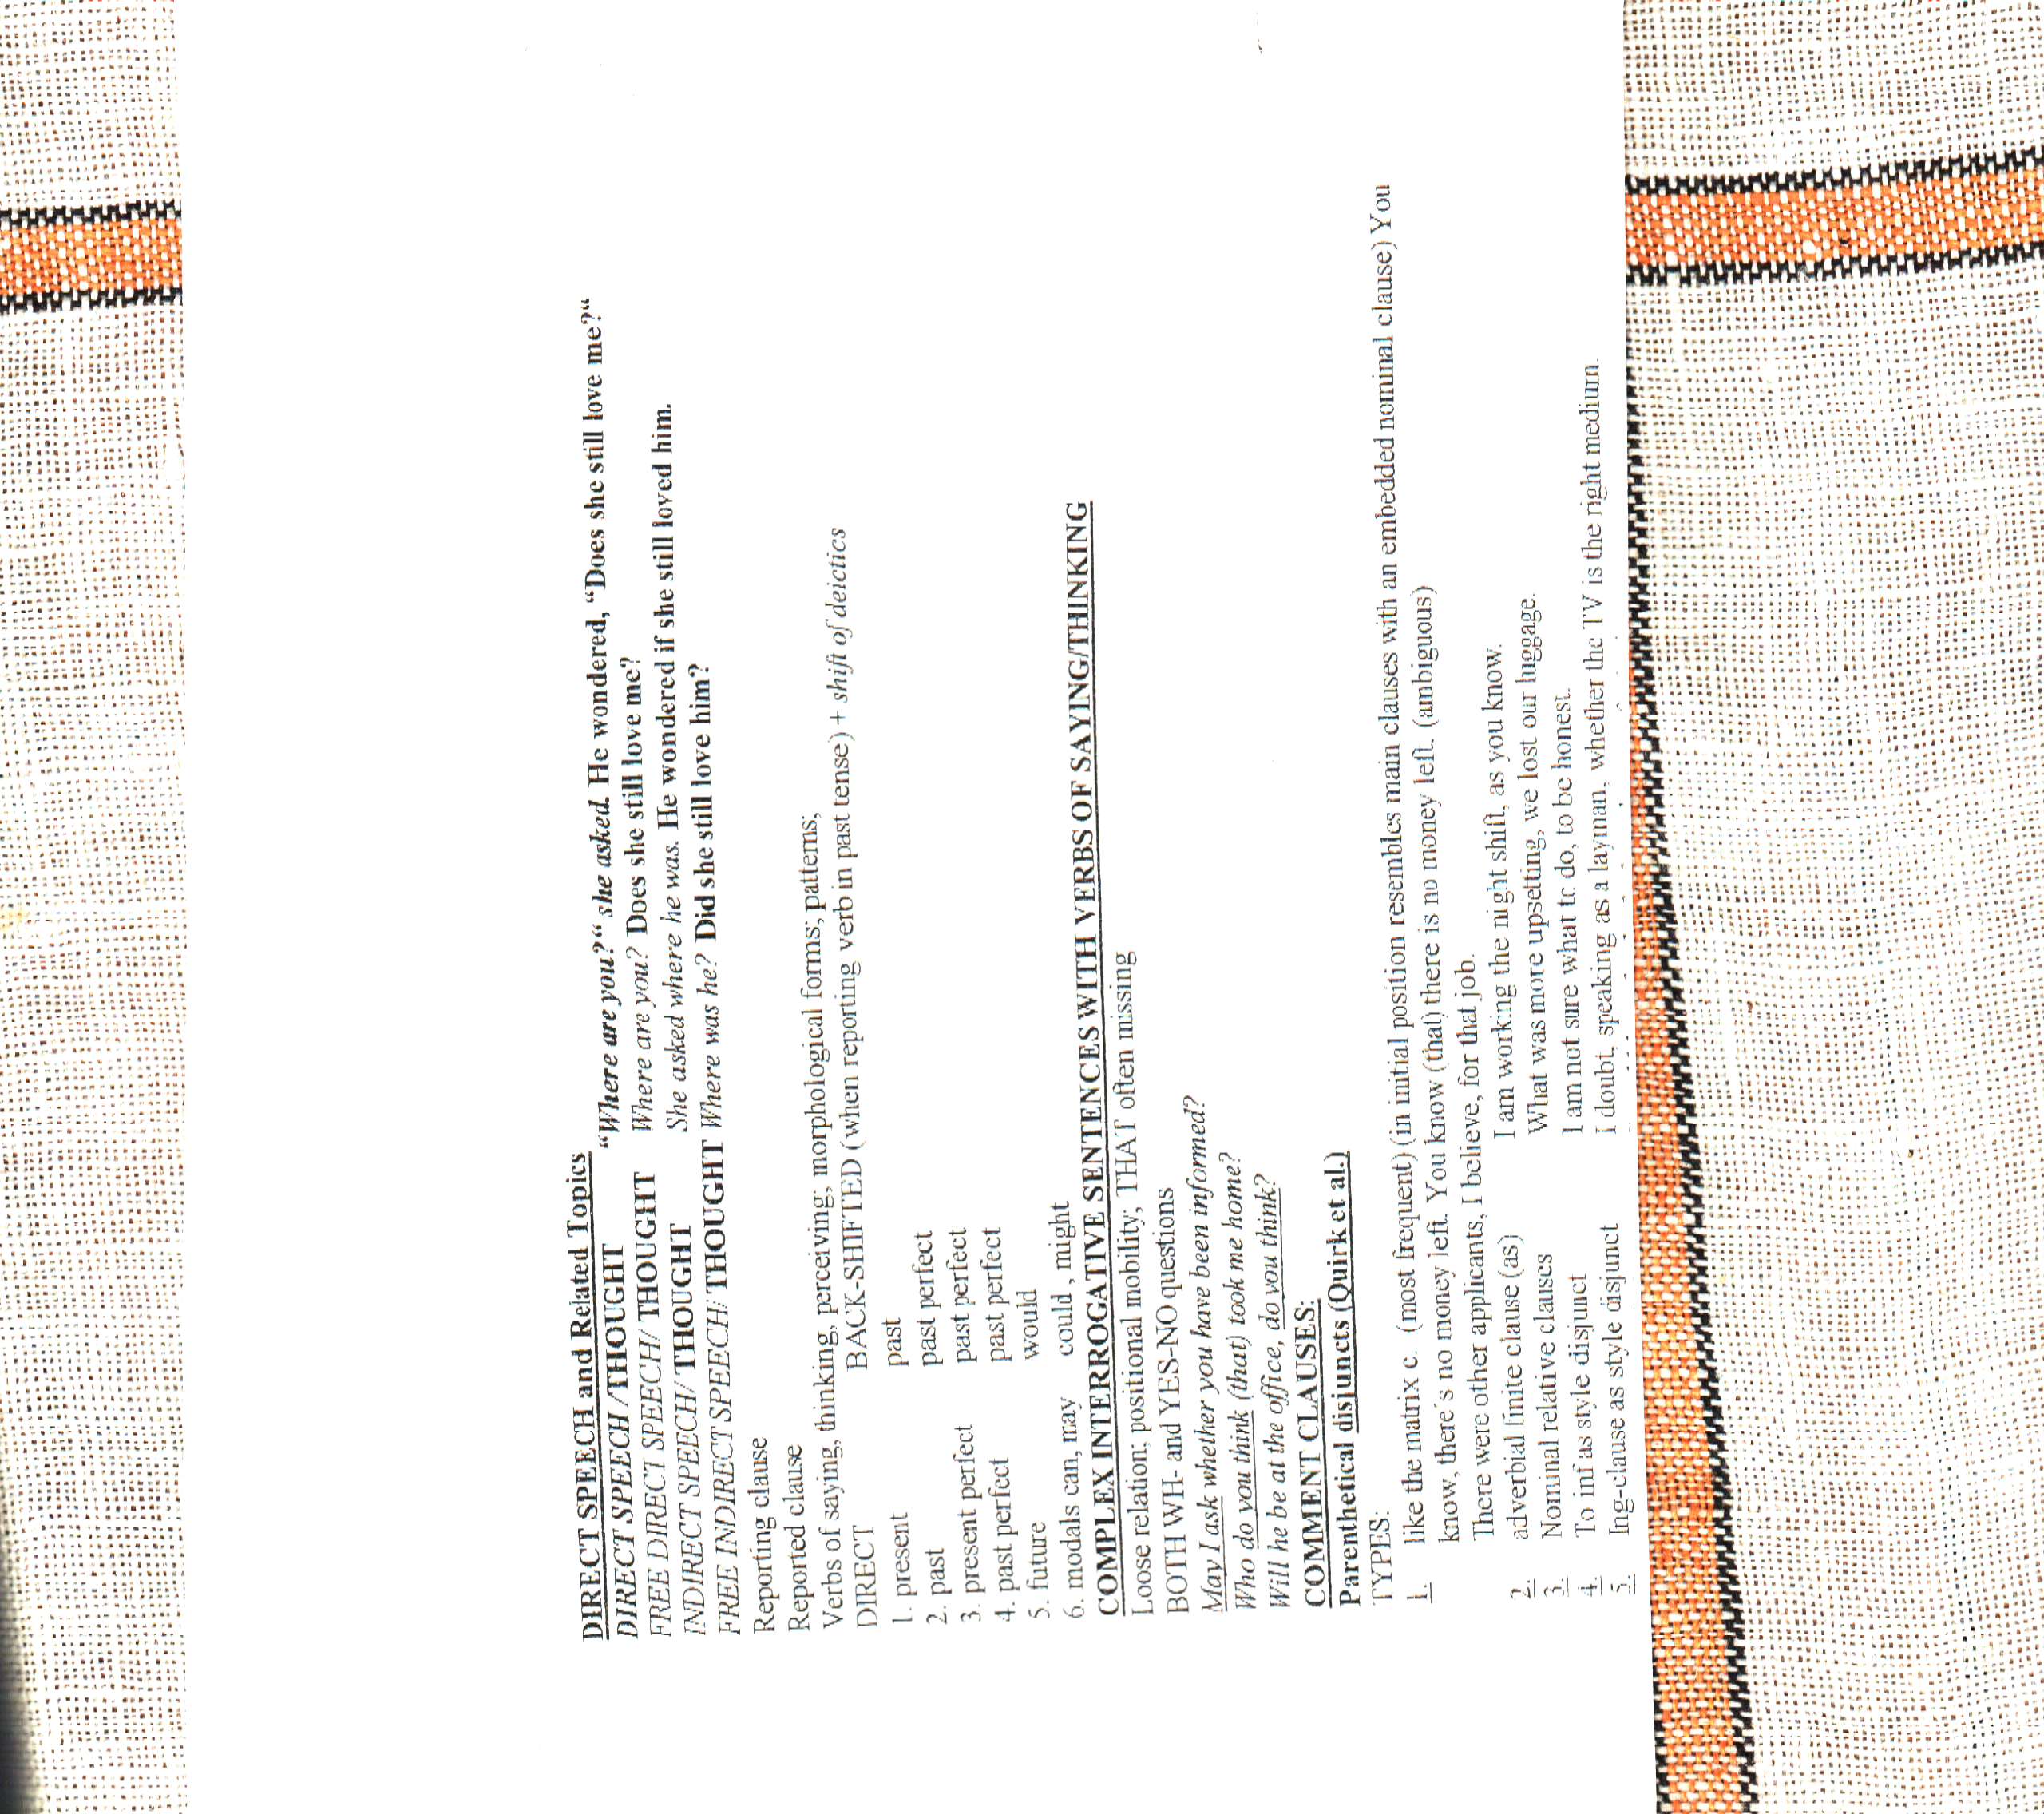 DIRECT SPEECH and Related Topics
DIRECT SPEECH /THOUGHT “Where are you?“ she asked. He wondered, “Does she still love me?“
FREE DIRECT SPEECH/ THOUGHT Where are you? Does she still love me?
INDIRECT SPEECH/ THOUGHT She asked where he was. He wondered if she still loved him.
FREE INDIRECT SPEECH/ THOUGHT Where was he? Did she still love him?
Reporting clause
Reported clause
Verbs of saying, thinking, perceiving; morphological forms; patterns;
DIRECT BACK-SHIFTED (when reporting verb in past tense) + shift of deictics
1. present past
2. past past perfect
3. present perfect past perfect
4. past perfect past perfect
5. future would
6. modals can, may could , might
COMPLEX INTERROGATIVE SENTENCES WITH VERBS OF SAYING/THINKING
Loose relation; positional mobility; THAT often missing
BOTH WH- and YES-NO questions
May I ask whether you have been informed?
Who do you think (that) took me home?
Will he be at the office, do you think?
COMMENT CLAUSES:
Parenthetical disjuncts (Quirk et al.)
TYPES:
1. like the matrix c. (most frequent) (in initial position resembles main clauses with an embedded nominal clause) You
know, there's no money left. You know (that) there is no money left. (ambiguous)
There were other applicants, I believe, for that job.
2. adverbial finite clause (as) I am working the night shift, as you know.
3. Nominal relative clauses What was more upsetting, we lost our luggage.
4. To inf as style disjunct I am not sure what to do, to be honest.
5. Ing-clause as style disjunct I doubt, speaking as a layman, whether the TV is the right medium.